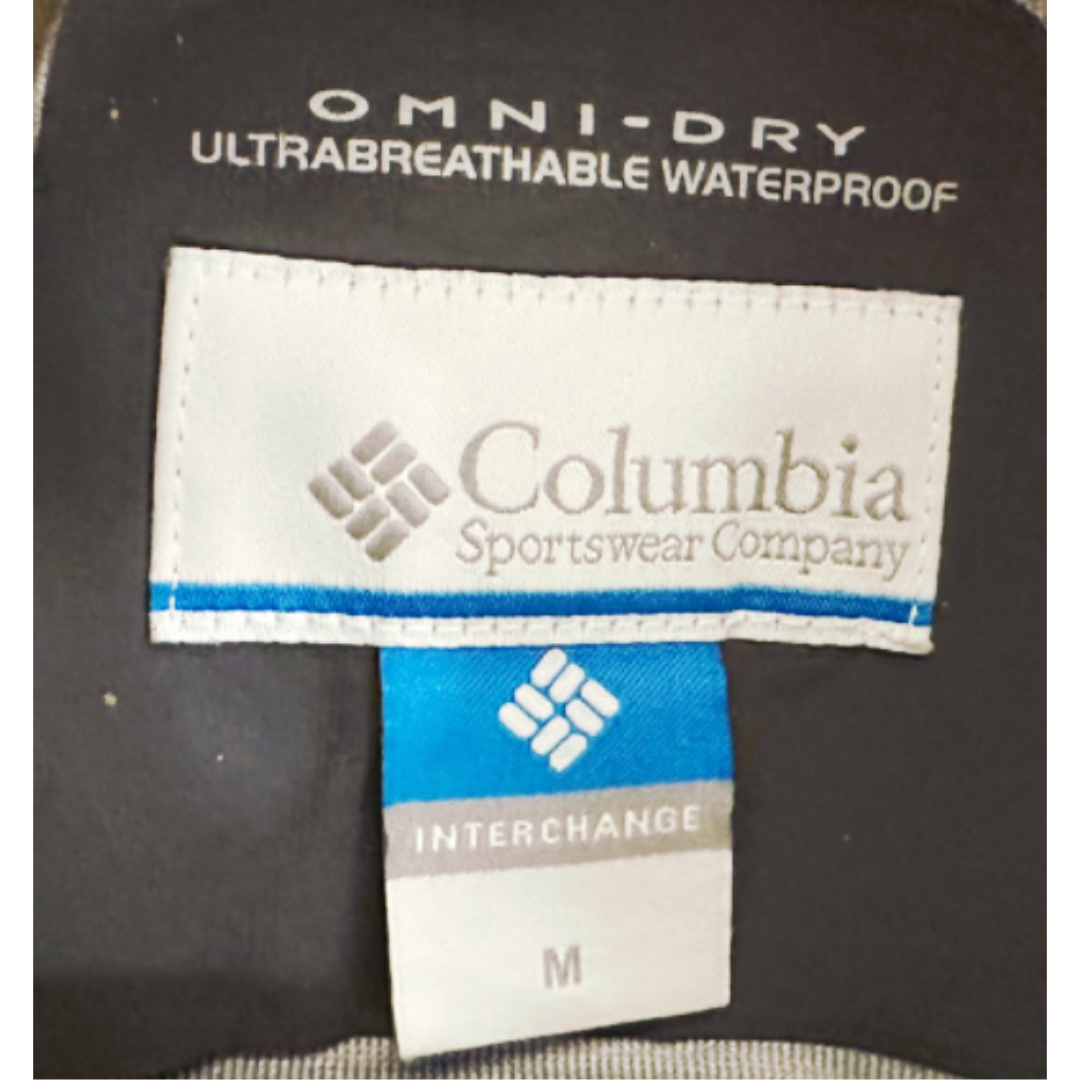 OMNI-DRY
ULTRABREATHABLE WATERPROOF
Columbia
Sportswear Company
INTERCHANGE
M